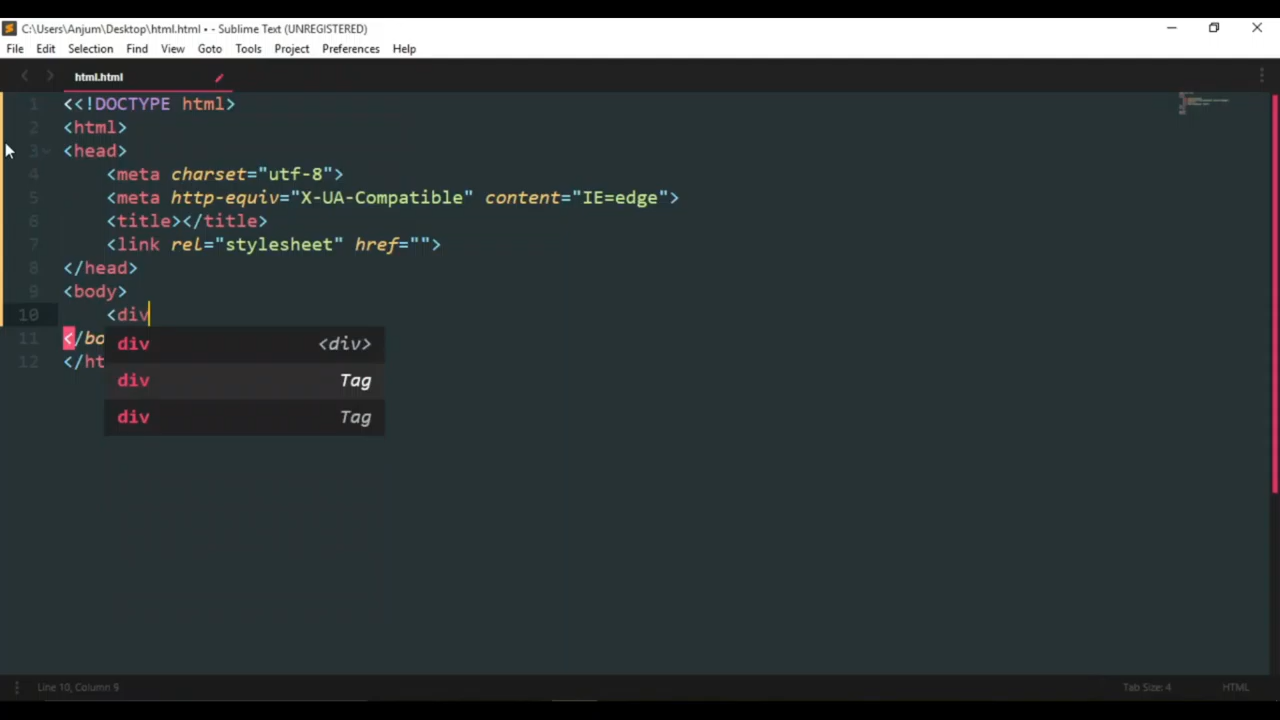 C:\Users\Anjum\Desktop\html.html • - Sublime Text (UNREGISTERED)
File Edit Selection Find View Goto Tools Project Preferences Help
html.html
1 <<!DOCTYPE html>
2 <html>
3 <head>
4 <meta charset="utf-8">
5 <meta http-equiv="X-UA-Compatible" content="IE=edge">
6 <title></title>
7 <link rel="stylesheet" href="">
8 </head>
9 <body>
10 <div
11 </bo
div <div>
12 </ht
div Tag
div Tag
Line 10, Column 9 Tab Size: 4 HTML